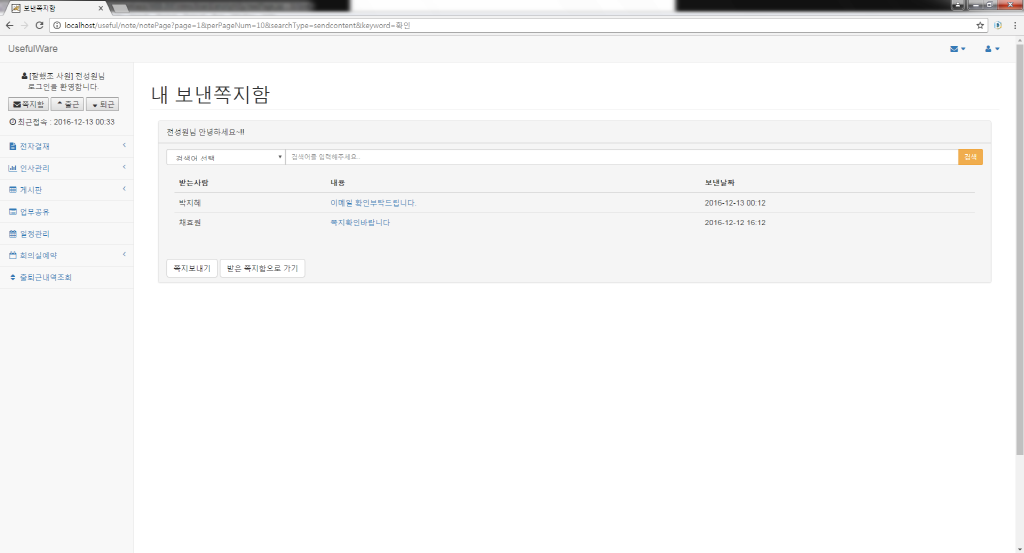 보낸쪽지함
localhost/useful/note/notePage?page=1&perPageNum=10&searchType=sendcontent&keyword=확인
UsefulWare
[잘했조 사원] 전성원님
로그인을 환영합니다.
쪽지함 출근 퇴근
최근접속 : 2016-12-13 00:33
전자결재
인사관리
게시판
업무공유
일정관리
회의실예약
출퇴근내역조회
내 보낸쪽지함
전성원님 안녕하세요~!!
검색어 선택 검색어를 입력해주세요.. 검색
받는사람 내용 보낸날짜
박지혜 이메일 확인부탁드립니다. 2016-12-13 00:12
채효원 쪽지확인바랍니다 2016-12-12 16:12
쪽지보내기 받은 쪽지함으로 가기